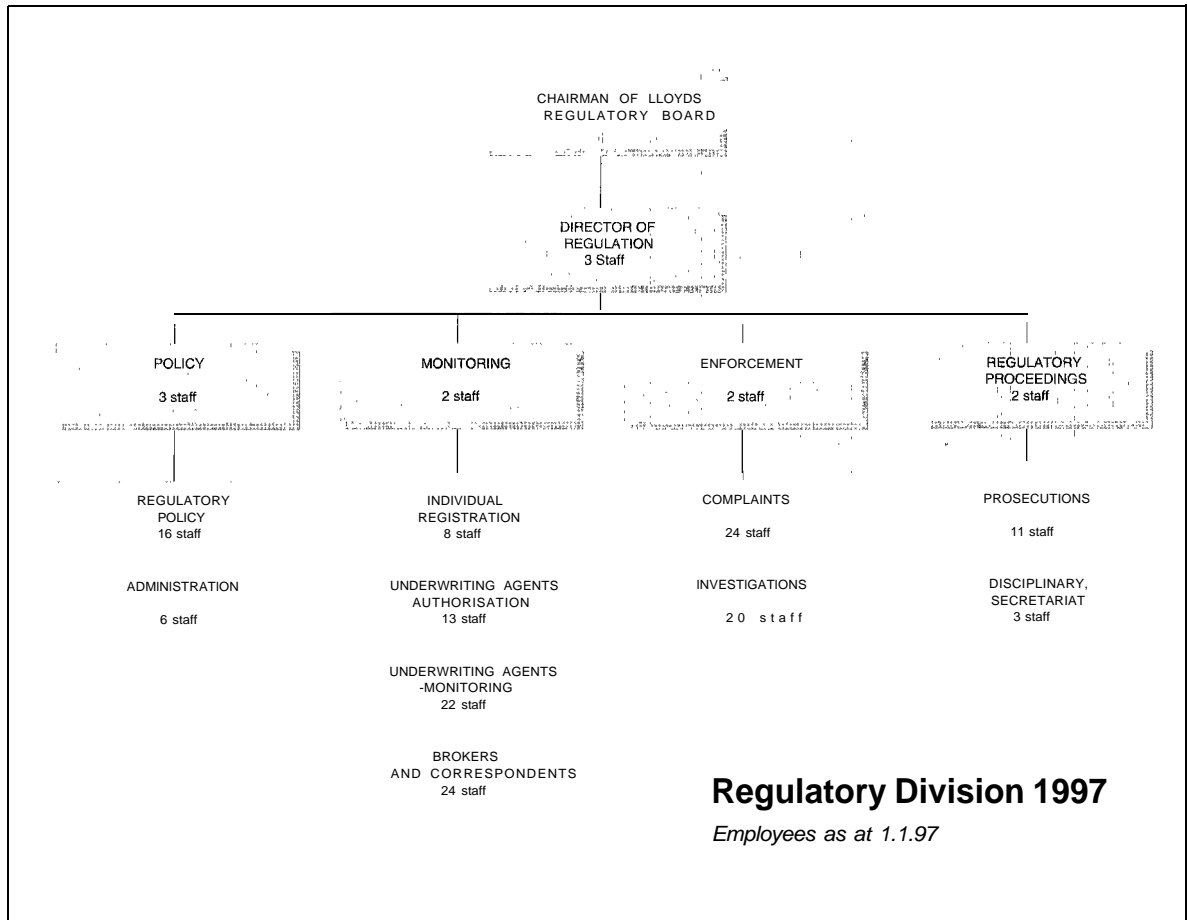 CHAIRMAN OF LLOYDS
REGULATORY BOARD
DIRECTOR OF
REGULATION
3 Staff
POLICY
3 staff
MONITORING
2 staff
ENFORCEMENT
2 staff
REGULATORY
PROCEEDINGS
2 staff
REGULATORY
POLICY
16 staff
ADMINISTRATION
6 staff
INDIVIDUAL
REGISTRATION
8 staff
UNDERWRITING AGENTS
AUTHORISATION
13 staff
UNDERWRITING AGENTS
-MONITORING
22 staff
BROKERS
AND CORRESPONDENTS
24 staff
COMPLAINTS
24 staff
INVESTIGATIONS
20 staff
PROSECUTIONS
11 staff
DISCIPLINARY,
SECRETARIAT
3 staff
Regulatory Division 1997
Employees as at 1.1.97